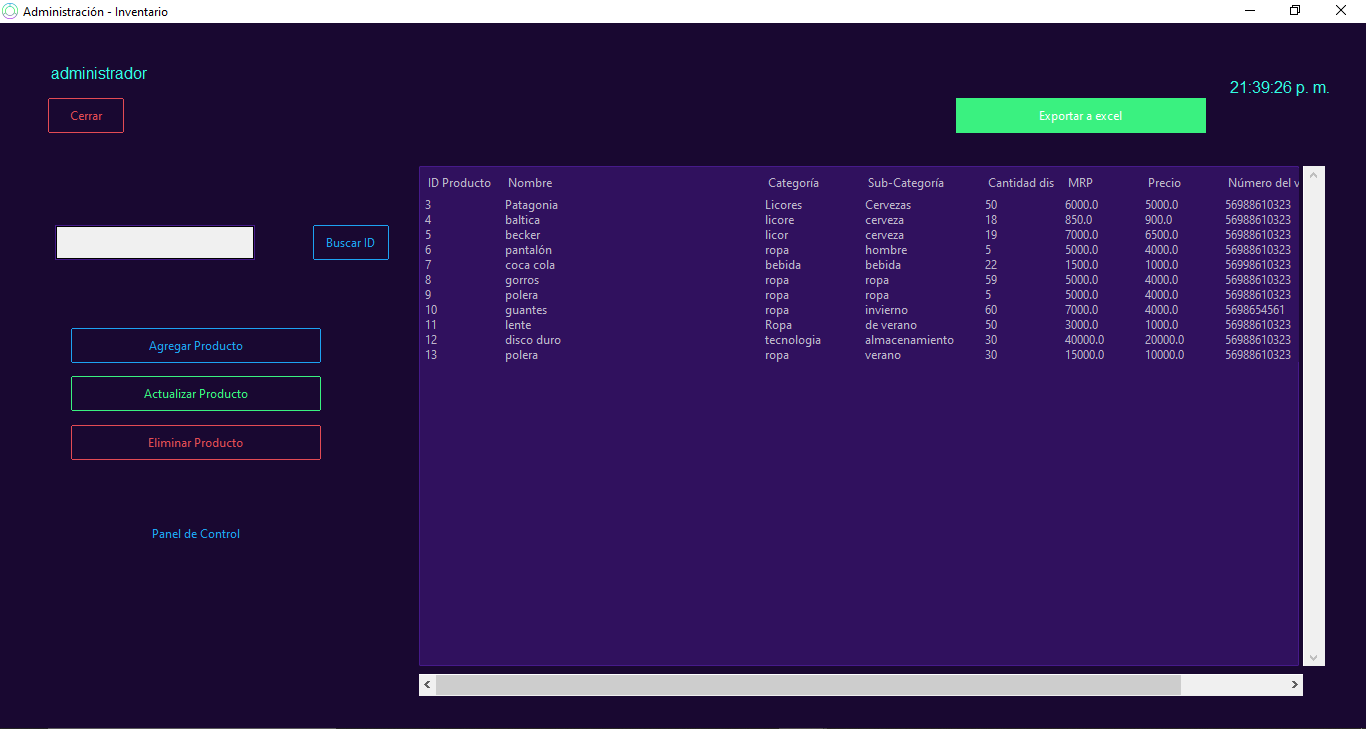 Administración - Inventario
administrador
21:39:26 p. m.
Cerrar
Exportar a excel
ID Producto Nombre Categoría Sub-Categoría Cantidad dis MRP Precio Número del v
3 Patagonia Licores Cervezas 50 6000.0 5000.0 56988610323
4 baltica licore cerveza 18 850.0 900.0 56988610323
5 becker licor cerveza 19 7000.0 6500.0 56988610323
6 pantalón ropa hombre 5 5000.0 4000.0 56988610323
7 coca cola bebida bebida 22 1500.0 1000.0 56998610323
8 gorros ropa ropa 59 5000.0 4000.0 56988610323
9 polera ropa ropa 5 5000.0 4000.0 56988610323
10 guantes ropa invierno 60 7000.0 4000.0 5698654561
11 lente Ropa de verano 50 3000.0 1000.0 56988610323
12 disco duro tecnologia almacenamiento 30 40000.0 20000.0 56988610323
13 polera ropa verano 30 15000.0 10000.0 56988610323
Buscar ID
Agregar Producto
Actualizar Producto
Eliminar Producto
Panel de Control